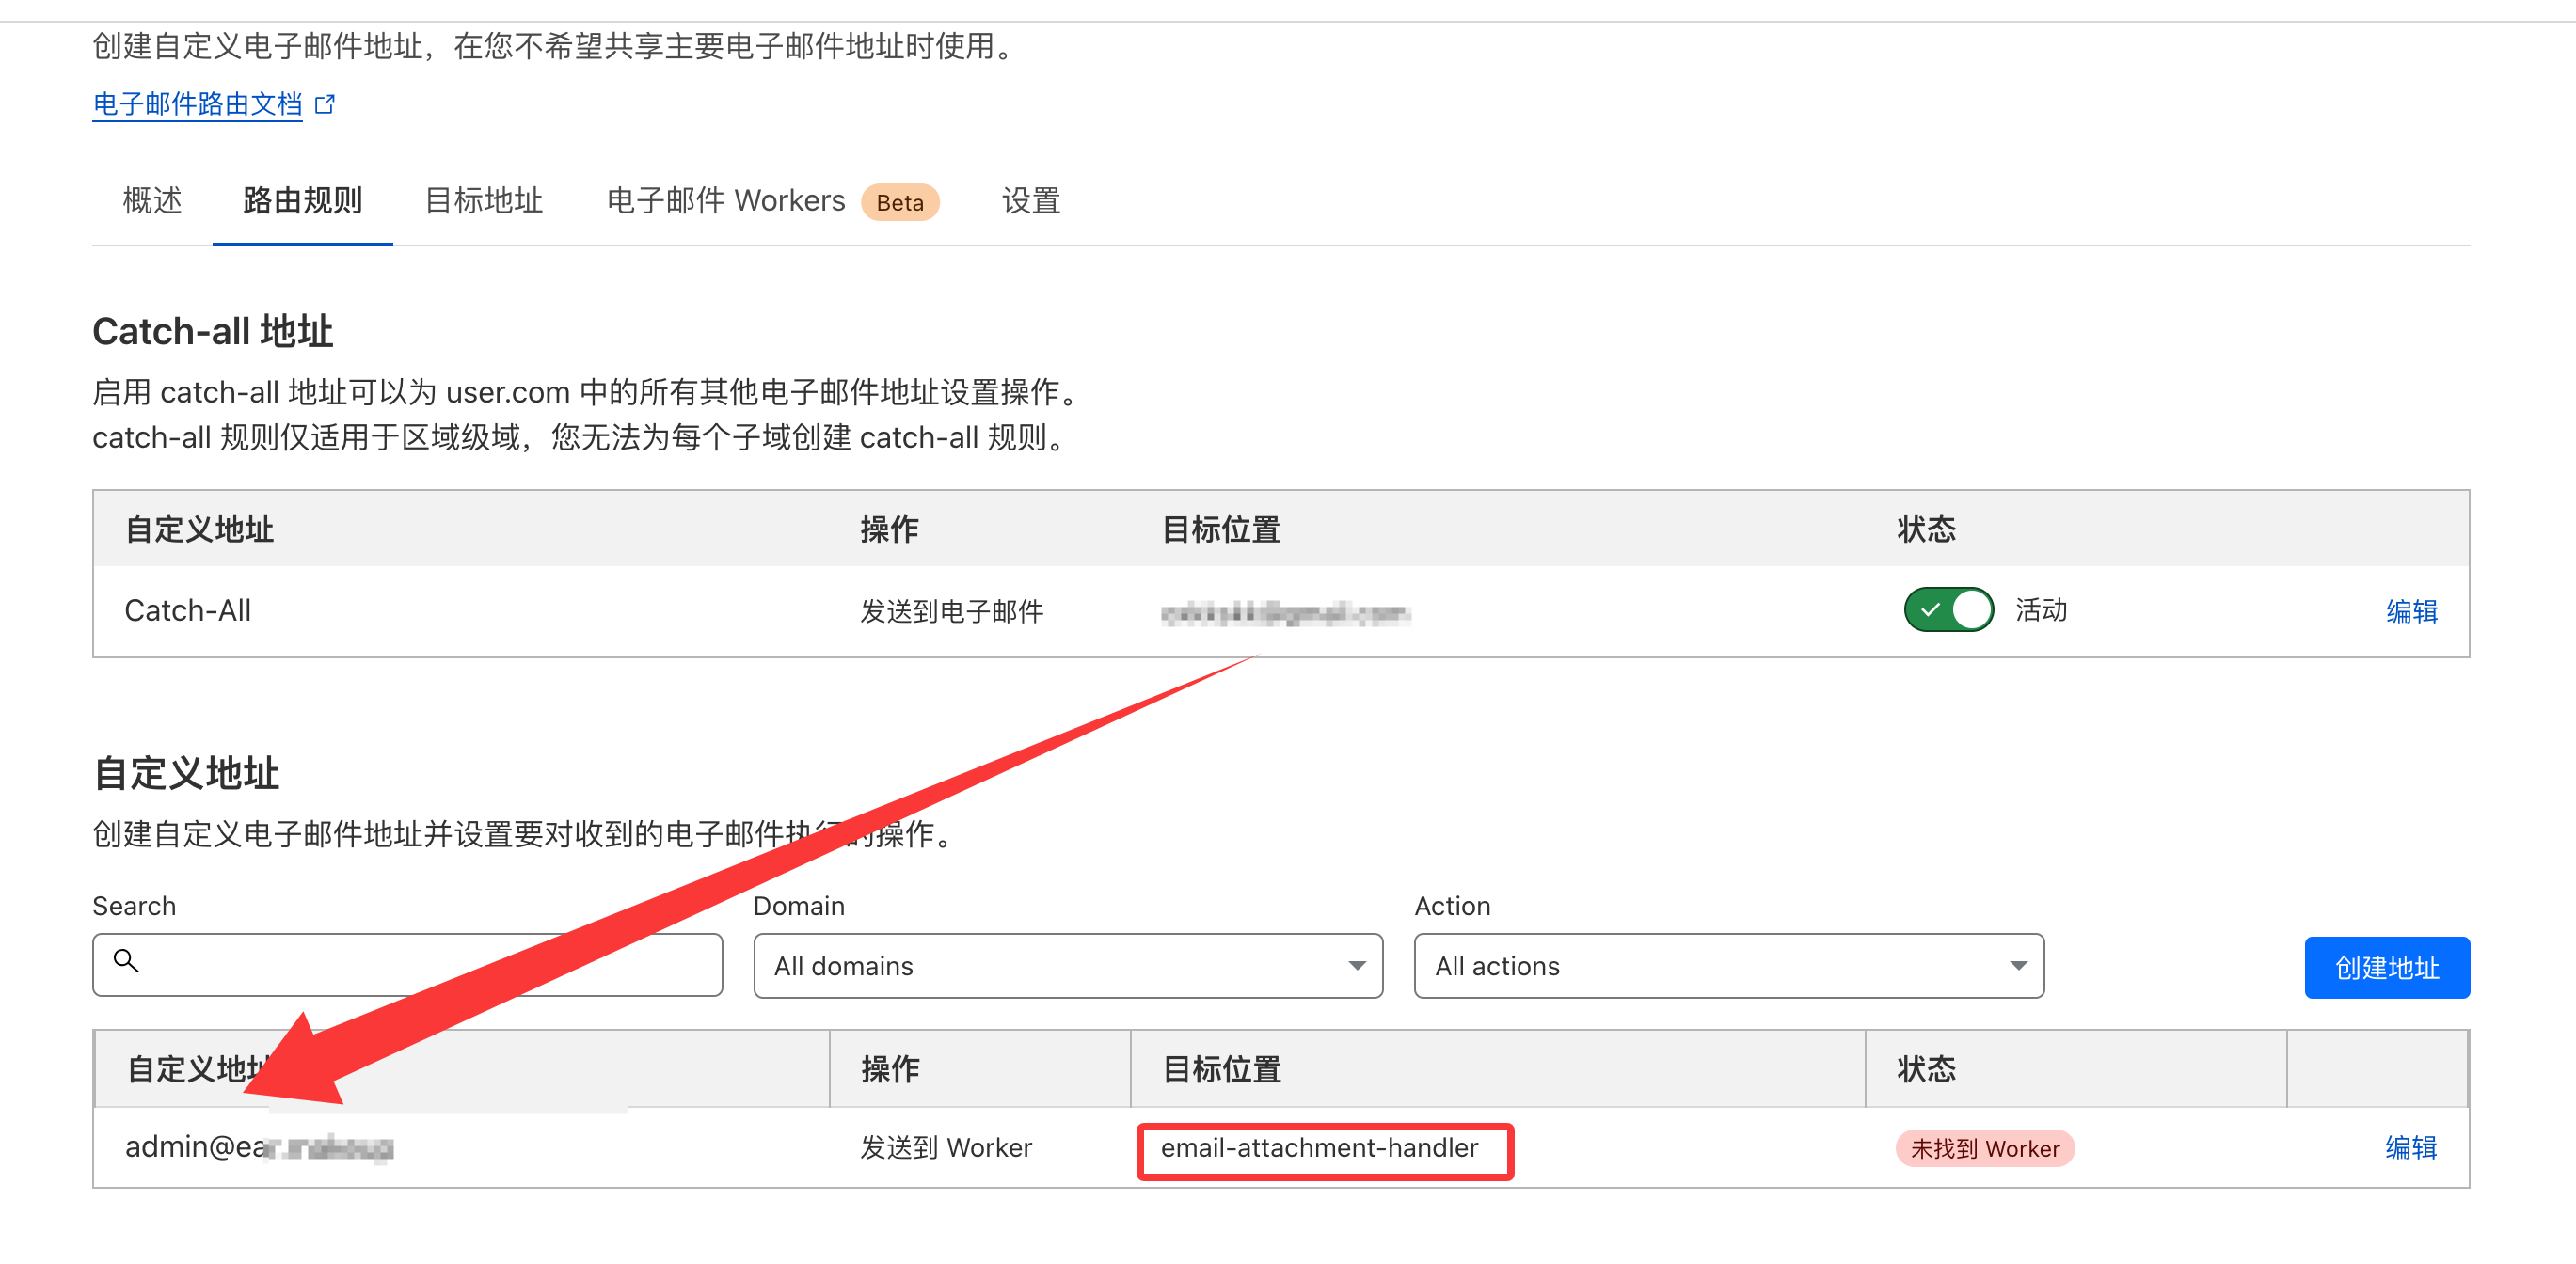 创建自定义电子邮件地址，在您不希望共享主要电子邮件地址时使用。
电子邮件路由文档
概述 路由规则 目标地址 电子邮件 Workers Beta 设置
Catch-all 地址
启用 catch-all 地址可以为 user.com 中的所有其他电子邮件地址设置操作。
catch-all 规则仅适用于区域级域，您无法为每个子域创建 catch-all 规则。
自定义地址 操作 目标位置 状态
Catch-All 发送到电子邮件 活动 编辑
自定义地址
创建自定义电子邮件地址并设置要对收到的电子邮件执行的操作。
Search Domain Action
All domains All actions 创建地址
自定义地址 操作 目标位置 状态
admin@ea 发送到 Worker email-attachment-handler 未找到 Worker 编辑